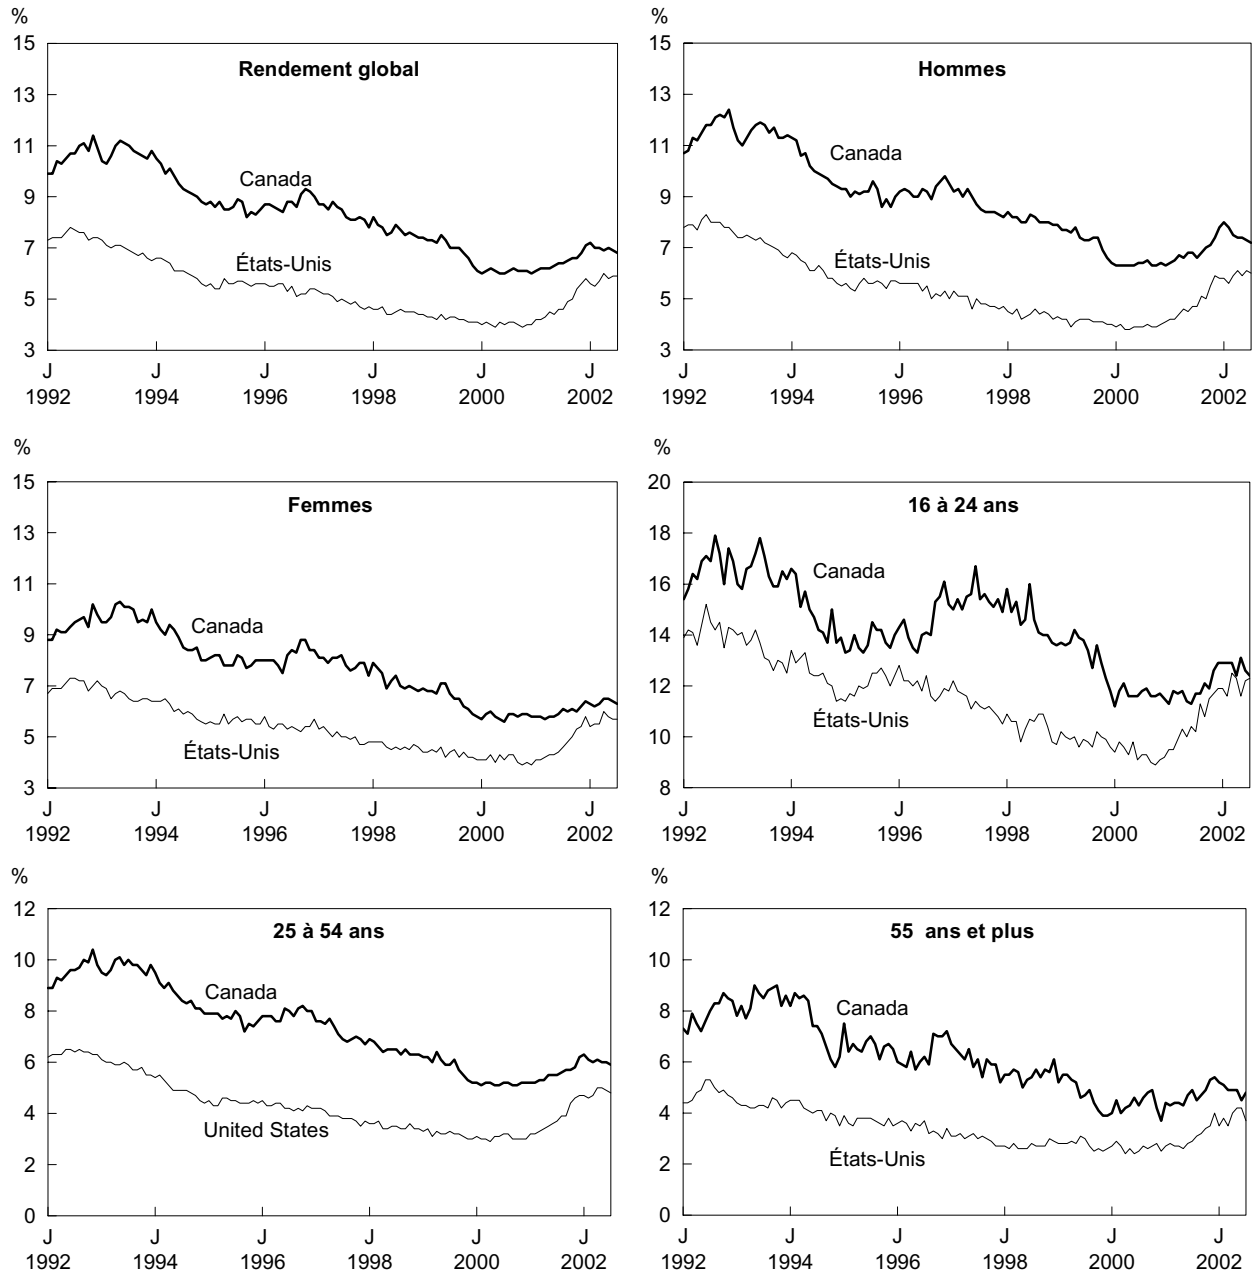 %
15
Rendement global
13
11
Canada
9
7
États-Unis
5
3
J J J J J J
1992 1994 1996 1998 2000 2002
%
15
Hommes
13
11
Canada
9
7
États-Unis
5
3
J J J J J J
1992 1994 1996 1998 2000 2002
%
15
Femmes
13
11
9
Canada
7
5
États-Unis
3
J J J J J J
1992 1994 1996 1998 2000 2002
%
20
16 à 24 ans
18
16
Canada
14
12
États-Unis
10
8
J J J J J J
1992 1994 1996 1998 2000 2002
%
12
25 à 54 ans
10
Canada
8
6
4
United States
2
0
J J J J J J
1992 1994 1996 1998 2000 2002
%
12
55 ans et plus
10
Canada
8
6
4
États-Unis
2
0
J J J J J J
1992 1994 1996 1998 2000 2002